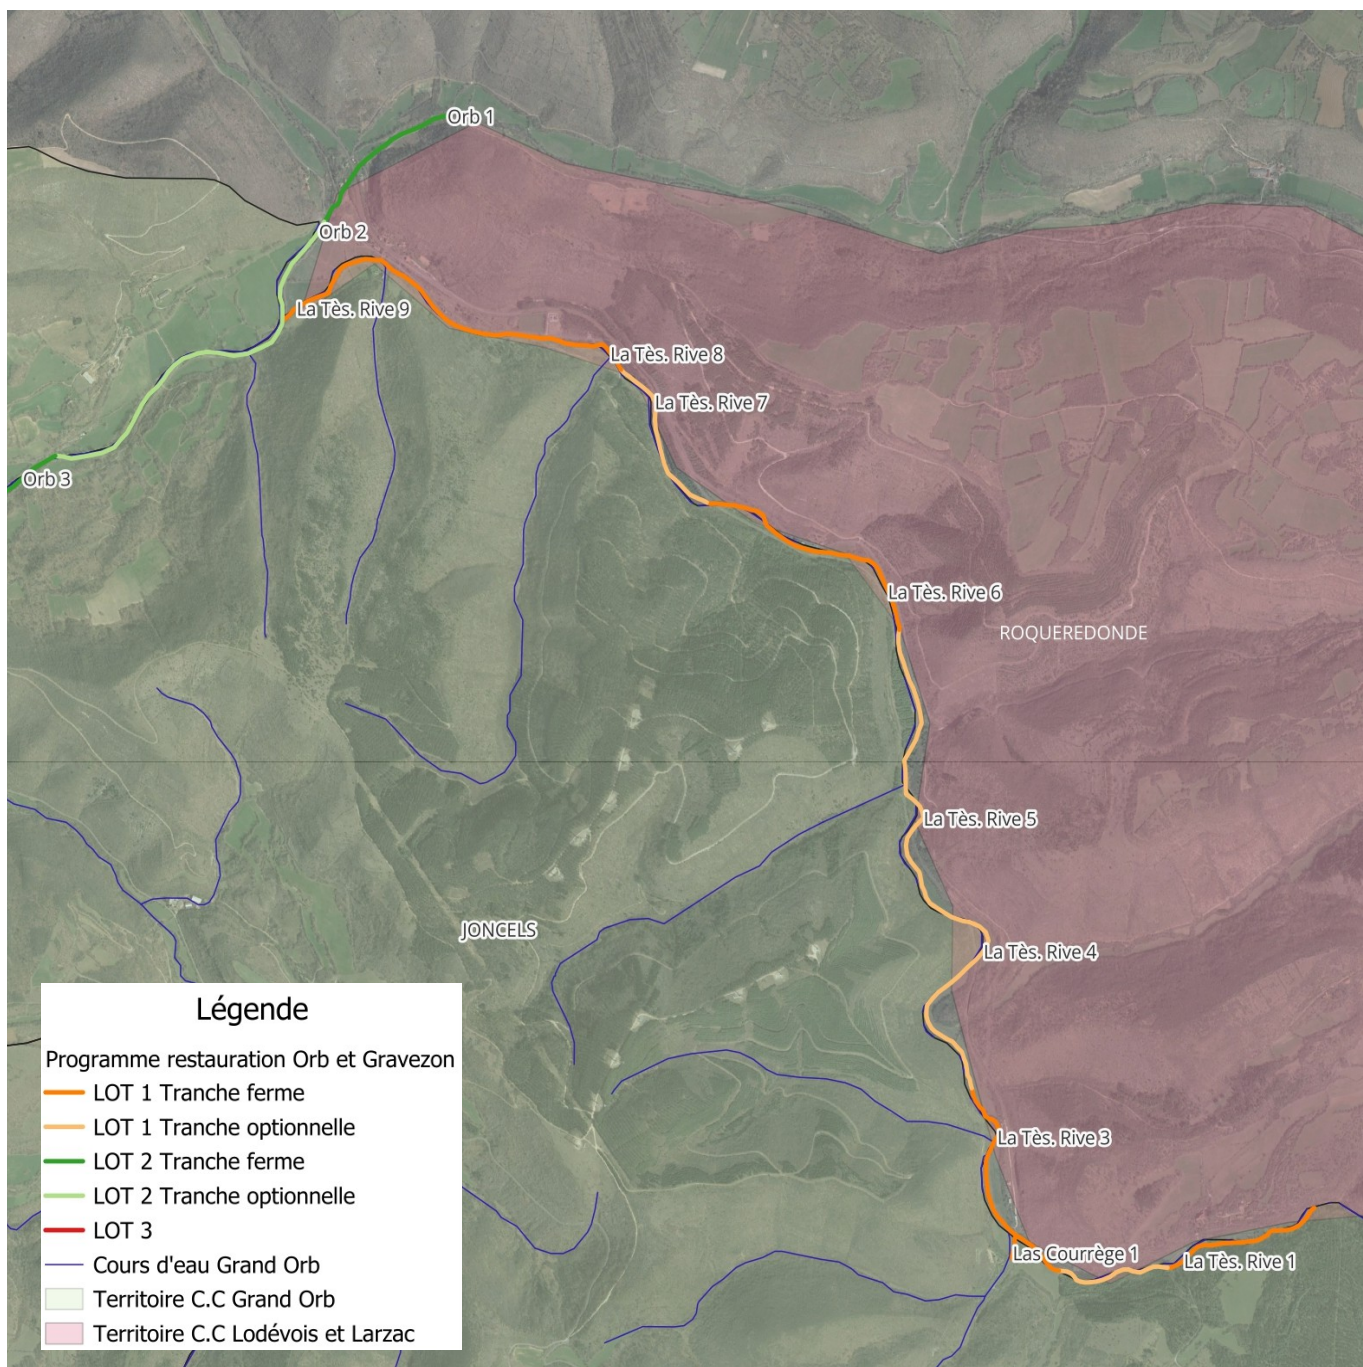 Orb 1
Orb 2
La Tès. Rive 9
La Tès. Rive 8
La Tès. Rive 7
Orb 3
La Tès. Rive 6
ROQUEREDONDE
La Tès. Rive 5
JONCELS
La Tès. Rive 4
La Tès. Rive 3
Las Courrège 1
La Tès. Rive 1
Légende
Programme restauration Orb et Gravezon
LOT 1 Tranche ferme
LOT 1 Tranche optionnelle
LOT 2 Tranche ferme
LOT 2 Tranche optionnelle
LOT 3
Cours d'eau Grand Orb
Territoire C.C Grand Orb
Territoire C.C Lodévois et Larzac